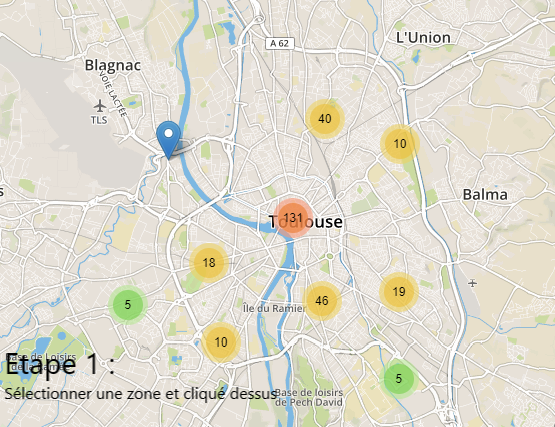 A 62
L'Union
Blagnac
VOIE LACTÉE
TLS
40
10
Balma
131
Toulouse
18
19
5
46
Île du Ramier
10
Base de Loisirs
Etape 1 :
5
Sélectionner une zone et cliqué dessus
Base de loisirs
de Pech David